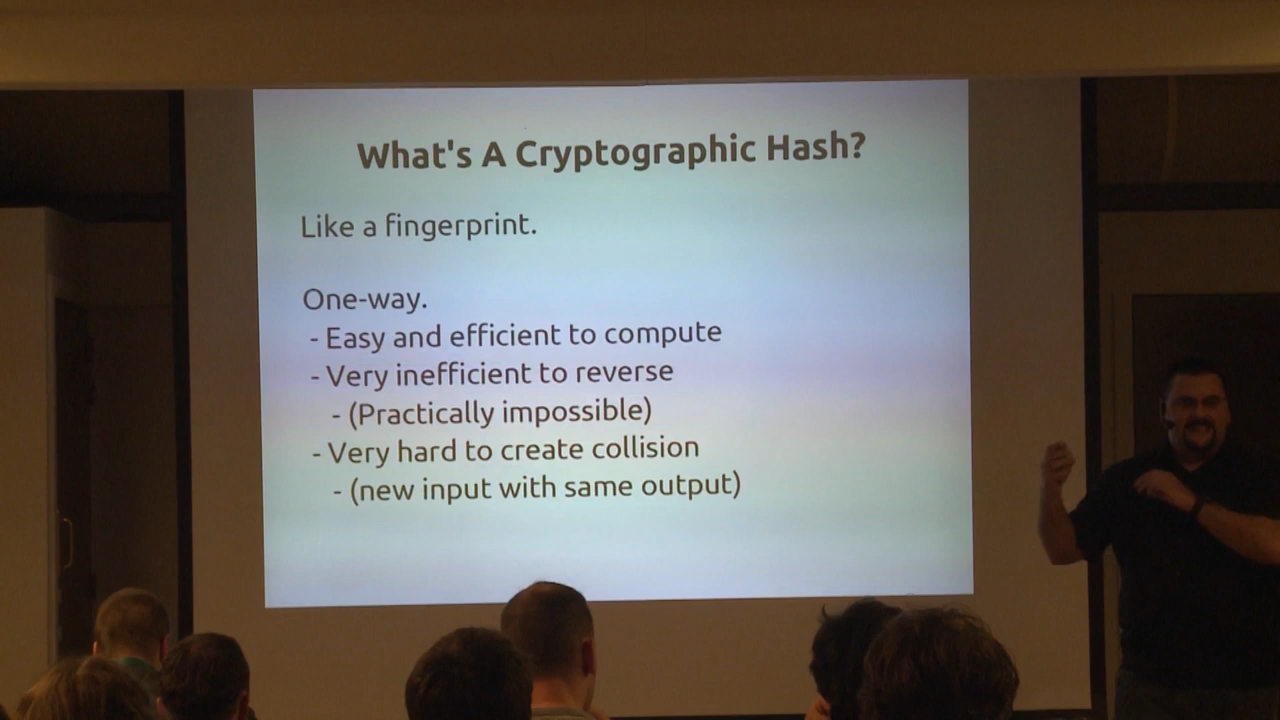 What's A Cryptographic Hash?
Like a fingerprint.
One-way.
- Easy and efficient to compute
- Very inefficient to reverse
- (Practically impossible)
- Very hard to create collision
- (new input with same output)